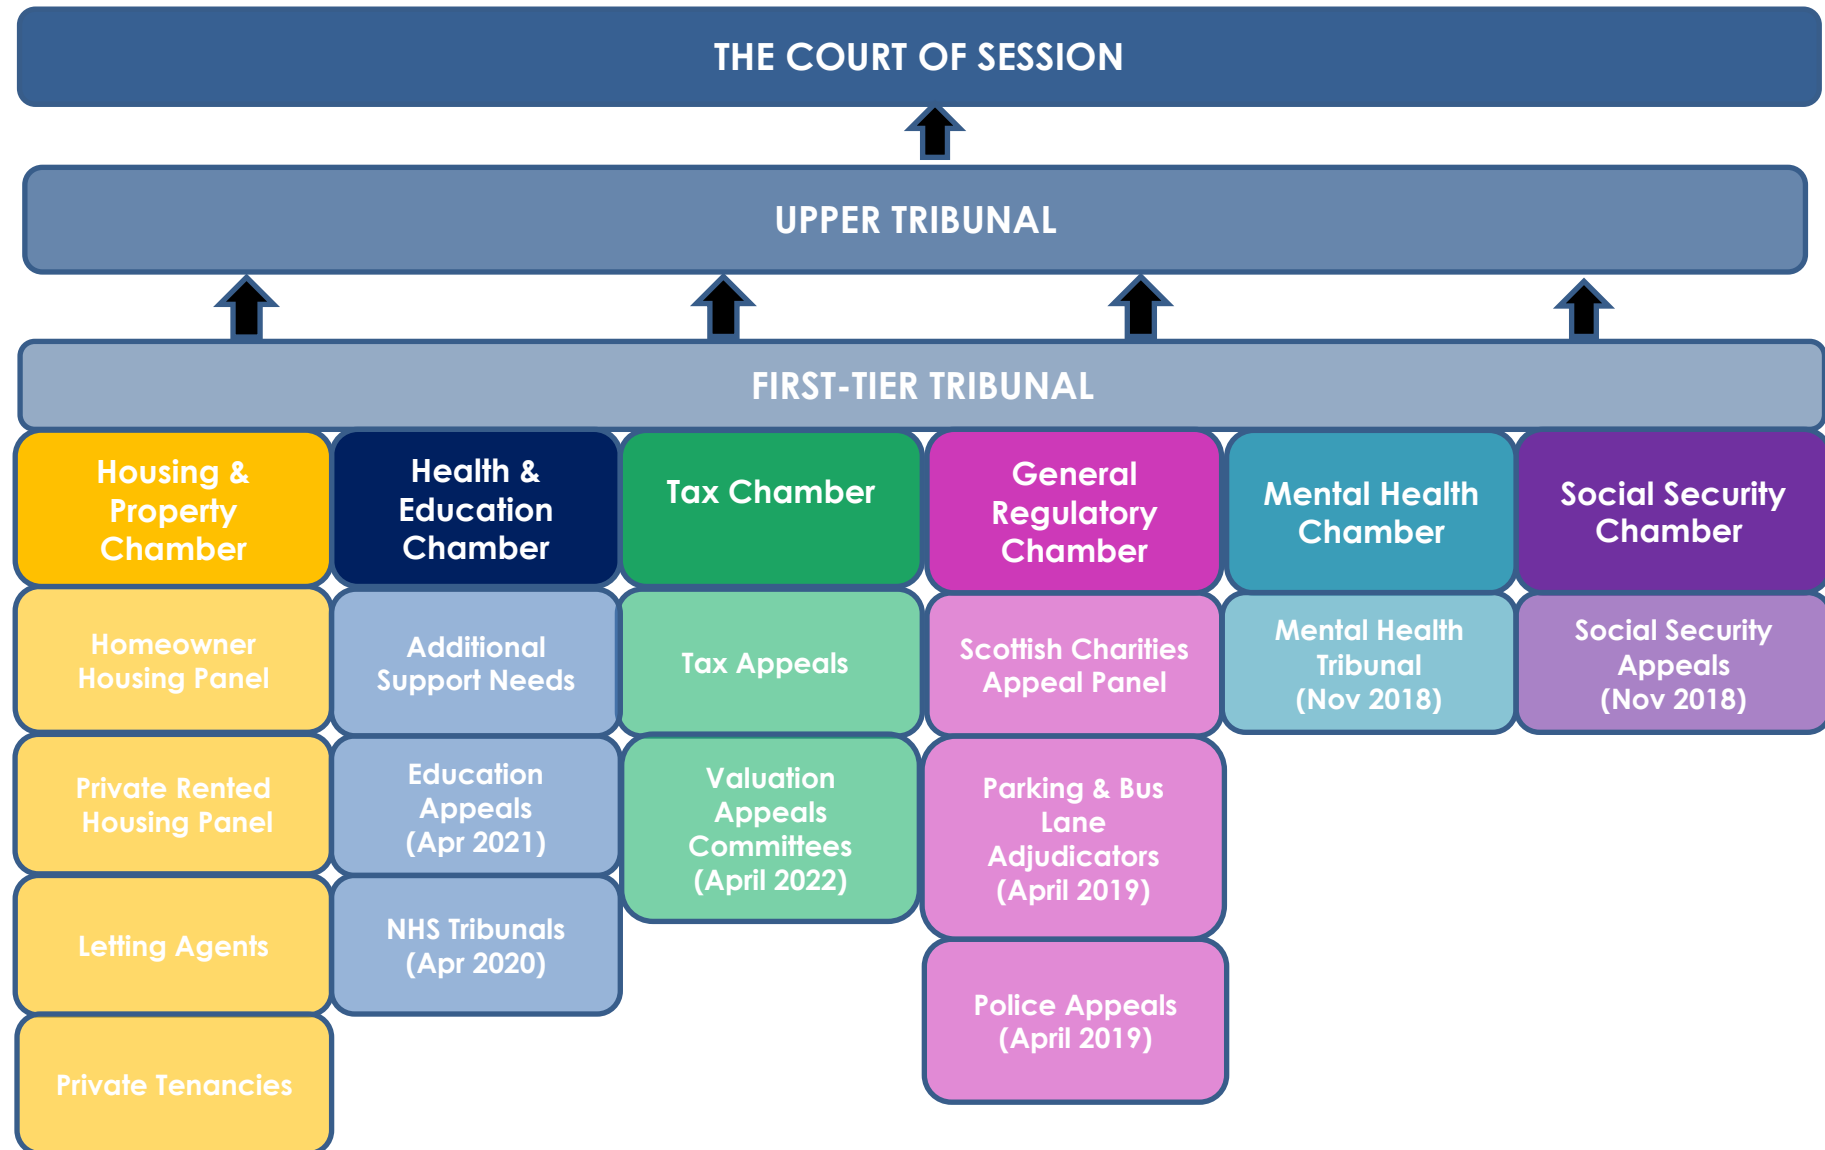 THE COURT OF SESSION
UPPER TRIBUNAL
FIRST-TIER TRIBUNAL
Housing &
Property
Chamber
Homeowner
Housing Panel
Private Rented
Housing Panel
Letting Agents
Private Tenancies
Health &
Education
Chamber
Additional
Support Needs
Education
Appeals
(Apr 2021)
NHS Tribunals
(Apr 2020)
Tax Chamber
Tax Appeals
Valuation
Appeals
Committees
(April 2022)
General
Regulatory
Chamber
Scottish Charities
Appeal Panel
Parking & Bus
Lane
Adjudicators
(April 2019)
Police Appeals
(April 2019)
Mental Health
Chamber
Mental Health
Tribunal
(Nov 2018)
Social Security
Chamber
Social Security
Appeals
(Nov 2018)